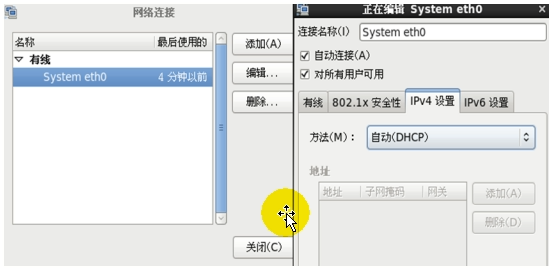 网络连接
名称 最后使用的
有线
System eth0 4 分钟以前
添加(A)
编辑...
删除...
关闭(C)
正在编辑 System eth0
连接名称(I) System eth0
自动连接(A)
对所有用户可用
有线 802.1x 安全性 IPv4 设置 IPv6 设置
方法(M)： 自动(DHCP)
地址
地址 子网掩码 网关
添加(A)
删除(D)